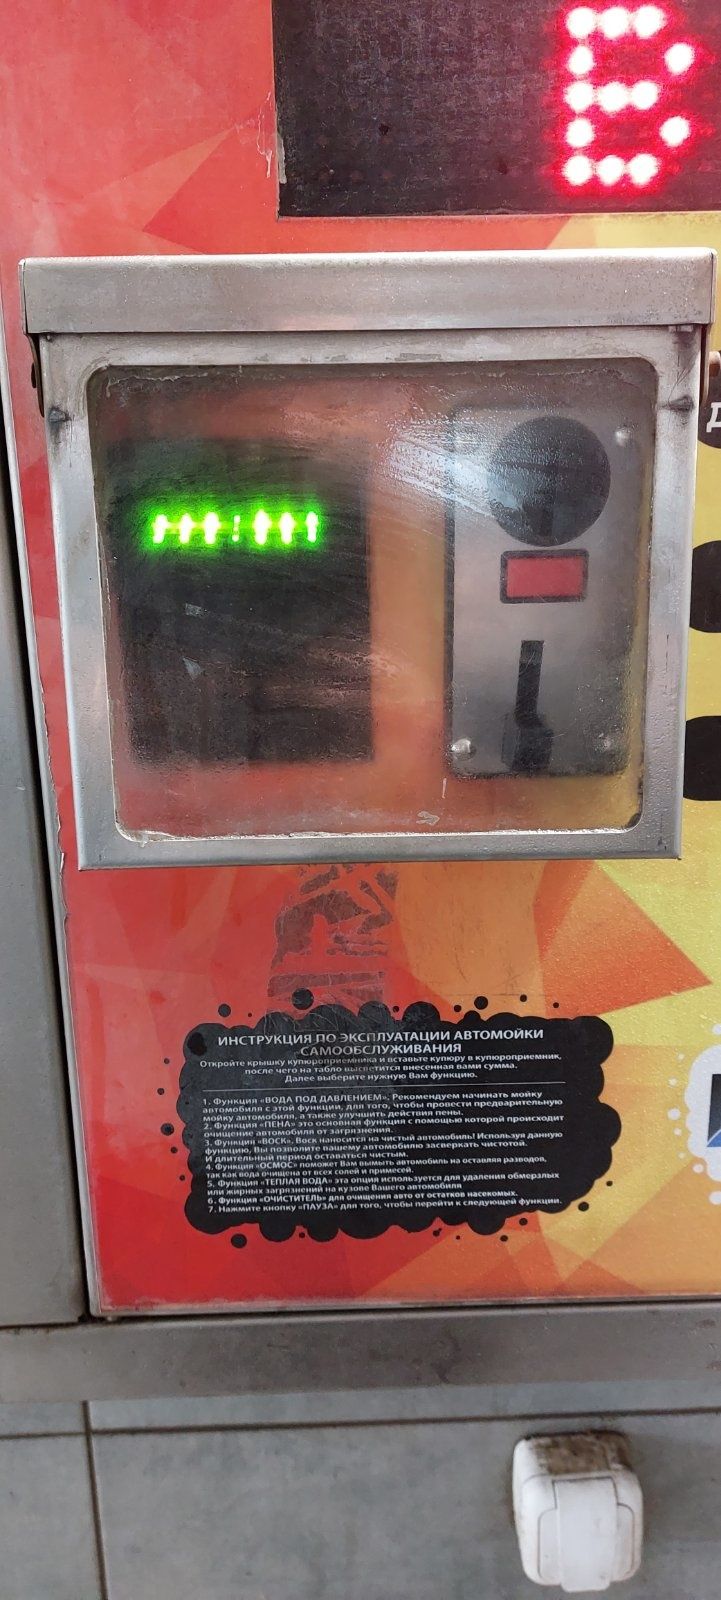 В
Д
ИНСТРУКЦИЯ ПО ЭКСПЛУАТАЦИИ АВТОМОЙКИ
САМООБСЛУЖИВАНИЯ
Откройте крышку купюроприемника и вставьте купюру в купюроприемник,
после чего на табло высветится внесенная вами сумма.
Далее выберите нужную Вам функцию.
1. Функция «ВОДА ПОД ДАВЛЕНИЕМ». Рекомендуем начинать мойку
автомобиля с этой функции, для того, чтобы провести предварительную
мойку автомобиля, а также улучшить действия пены.
2. Функция «ПЕНА» это основная функция с помощью которой происходит
очищение автомобиля от загрязнения.
3. Функция «ВОСК». Воск наносится на чистый автомобиль! Используя данную
функцию, Вы позволите вашему автомобилю засверкать чистотой.
И длительный период оставаться чистым.
4. Функция «ОСМОС» поможет Вам вымыть автомобиль на оставляя разводов,
так как вода очищена от всех солей и примесей.
5. Функция «ТЕПЛАЯ ВОДА» эта опция используется для удаления обмерзлых
или жирных загрязнений на кузове Вашего автомобиля
6. Функция «ОЧИСТИТЕЛЬ» для очищения авто от остатков насекомых.
7. Нажмите кнопку «ПАУЗА» для того, чтобы перейти к следующей функции.